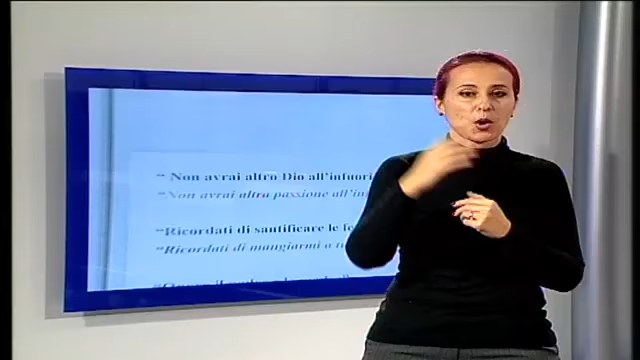 "Non avrai altro Dio all'infuori
"Non avrai altra passione all'in
"Ricordati di santificare le fe
"Ricordati di mangiarmi a